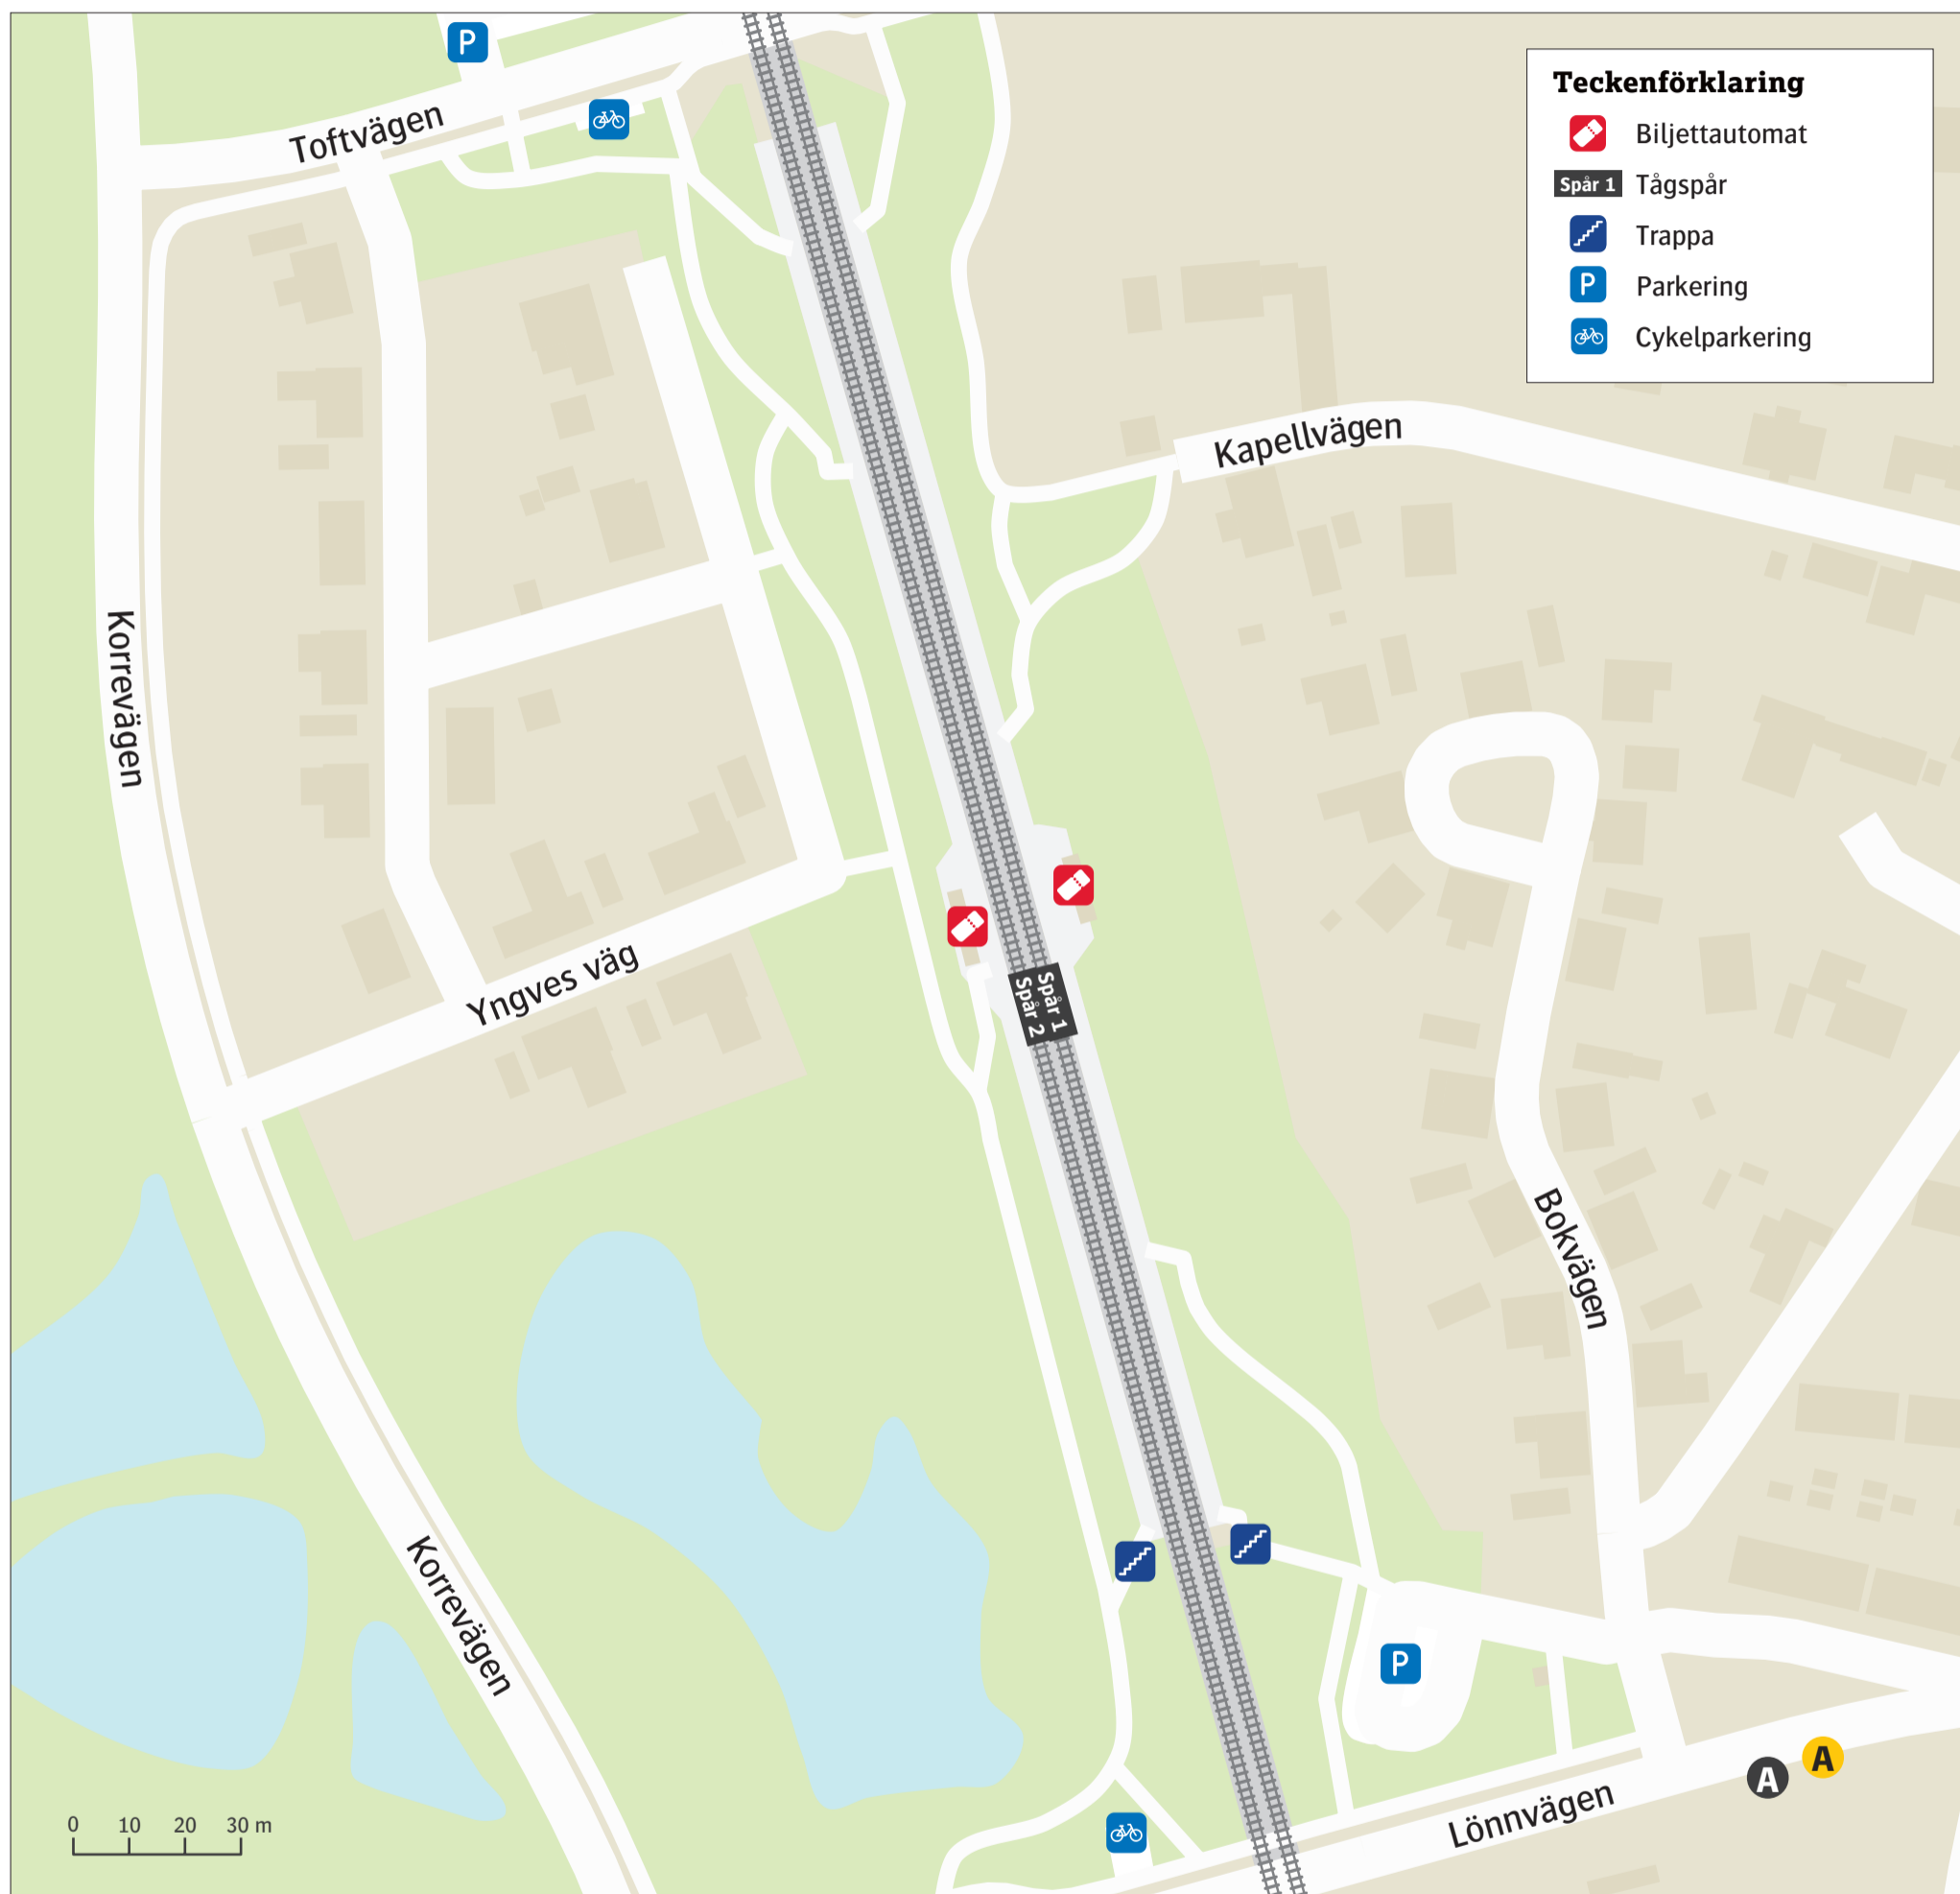 P
Toftvägen
Teckenförklaring
Biljettautomat
Spår 1 Tågspår
Trappa
P Parkering
Cykelparkering
Kapellvägen
Korrevägen
Yngves väg
Spår 1
Spår 2
Bokvägen
Korrevägen
P
A
A
Lönnvägen
0 10 20 30 m